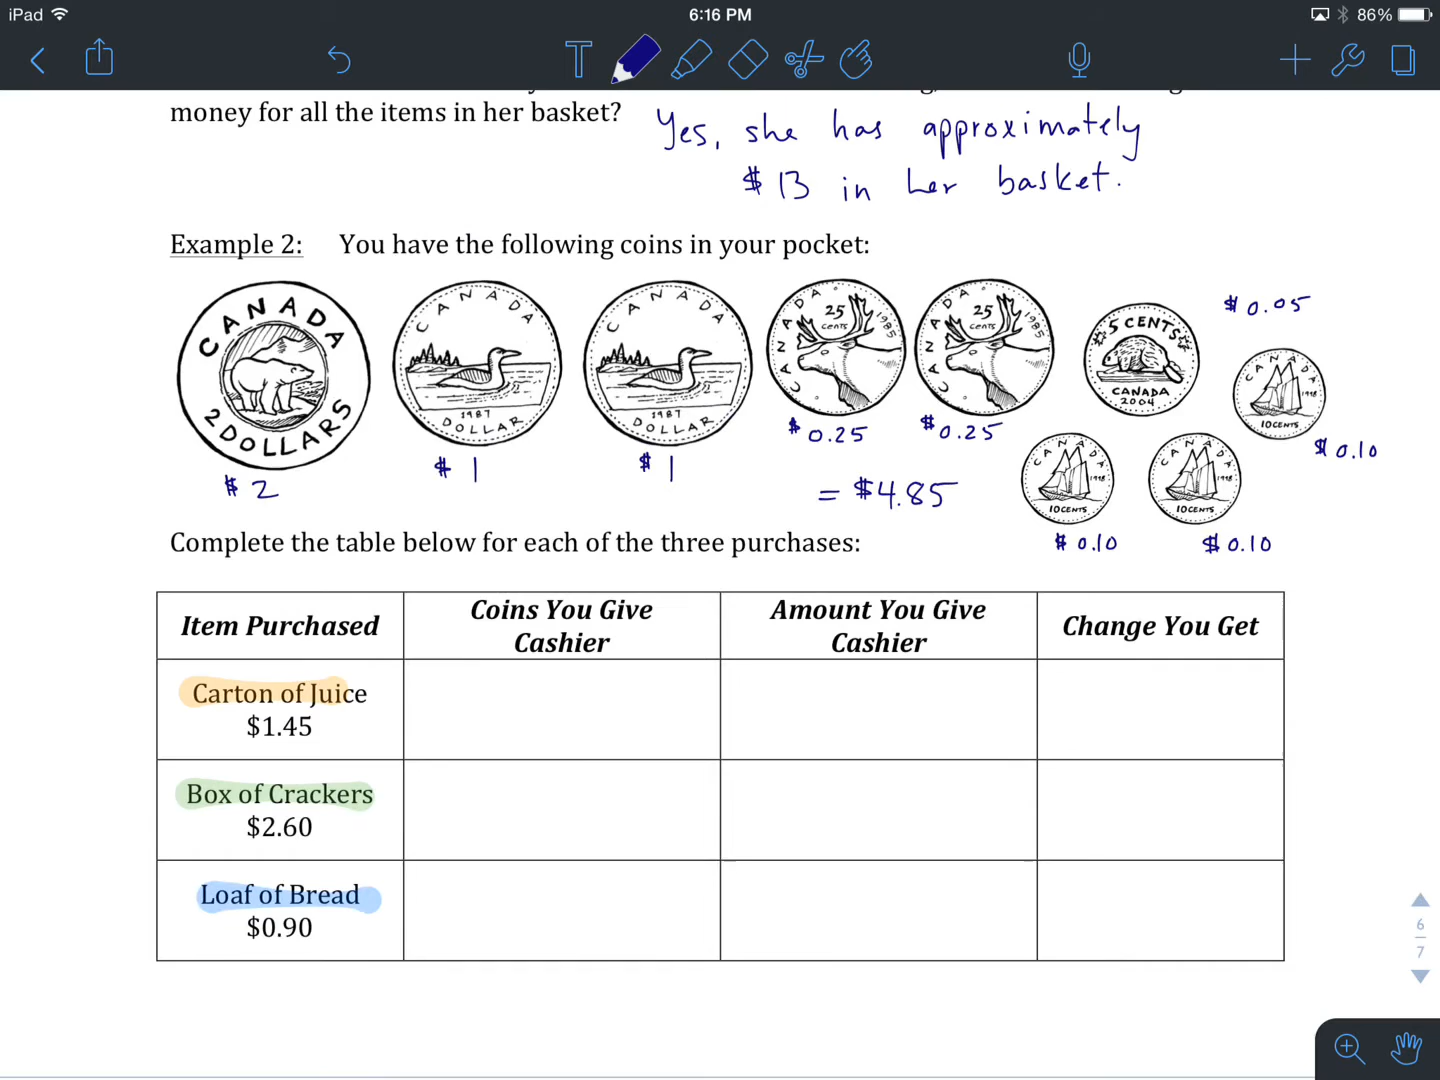 iPad
6:16 PM
86%
money for all the items in her basket?
Yes, she has approximately
$13 in her basket.
Example 2: You have the following coins in your pocket:
CANADA
2 DOLLARS
CANADA
1987
DOLLAR
CANADA
1987
DOLLAR
CANADA
25
CENTS
1985
CANADA
25
CENTS
1985
5 CENTS
CANADA
2004
$0.05
CANADA
1998
10 CENTS
$0.10
$2
$1
$1
$0.25
$0.25
= $4.85
CANADA
1998
10 CENTS
$0.10
CANADA
1998
10 CENTS
$0.10
Complete the table below for each of the three purchases:
Item Purchased
Coins You Give
Cashier
Amount You Give
Cashier
Change You Get
Carton of Juice
$1.45
Box of Crackers
$2.60
Loaf of Bread
$0.90
6
7